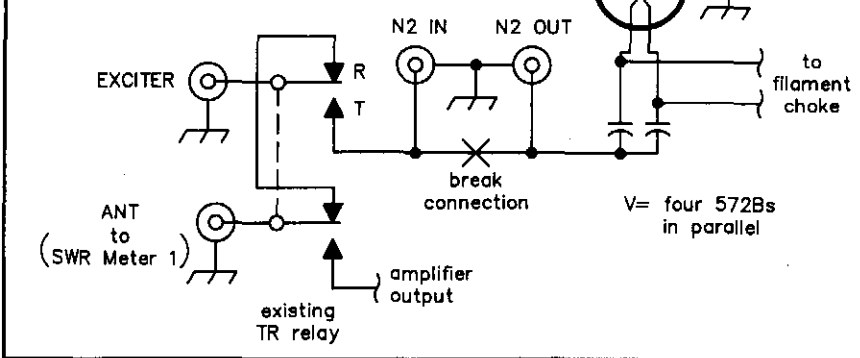 N2 IN
N2 OUT
EXCITER
R
T
to
filament
choke
break
connection
V= four 572Bs
in parallel
ANT
to
(SWR Meter 1)
amplifier
output
existing
TR relay